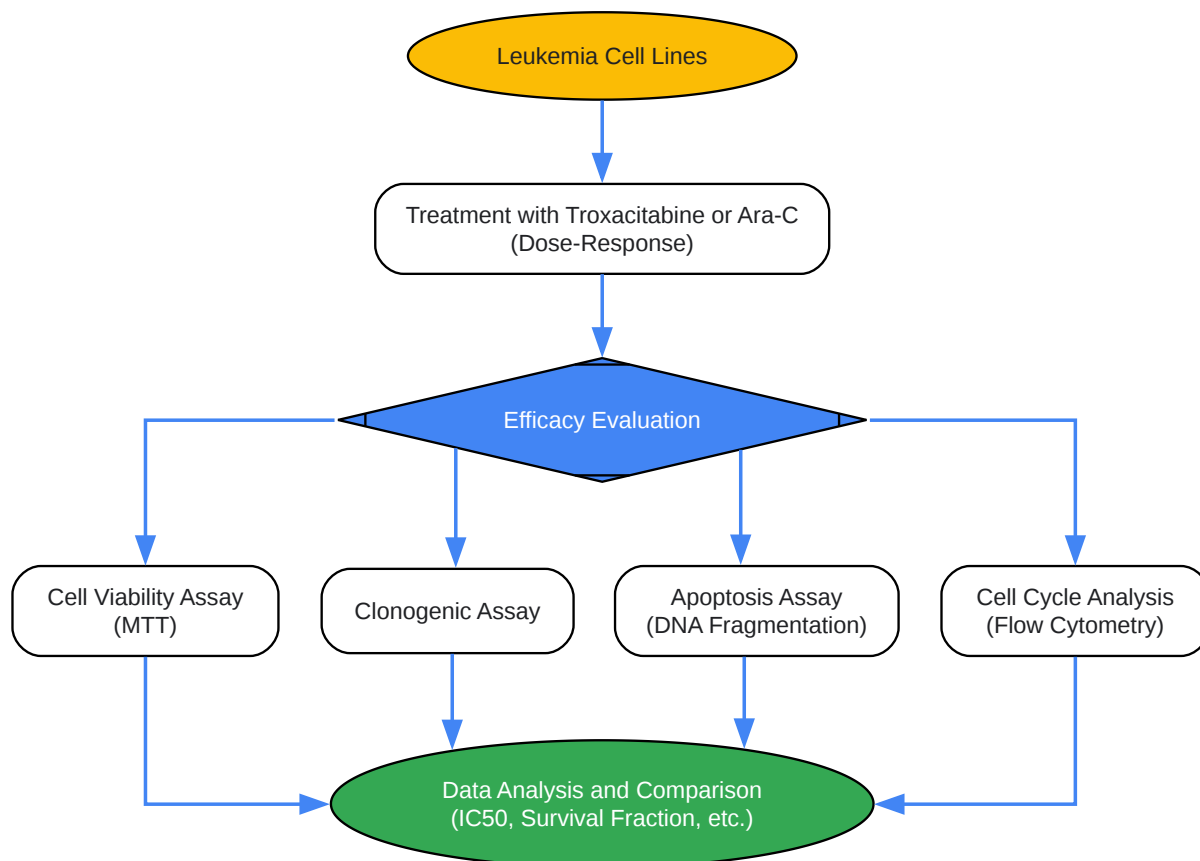 Leukemia Cell Lines
Treatment with Troxacitabine or Ara-C
(Dose-Response)
Efficacy Evaluation
Cell Viability Assay
(MTT)
Clonogenic Assay
Apoptosis Assay
(DNA Fragmentation)
Cell Cycle Analysis
(Flow Cytometry)
Data Analysis and Comparison
(IC50, Survival Fraction, etc.)